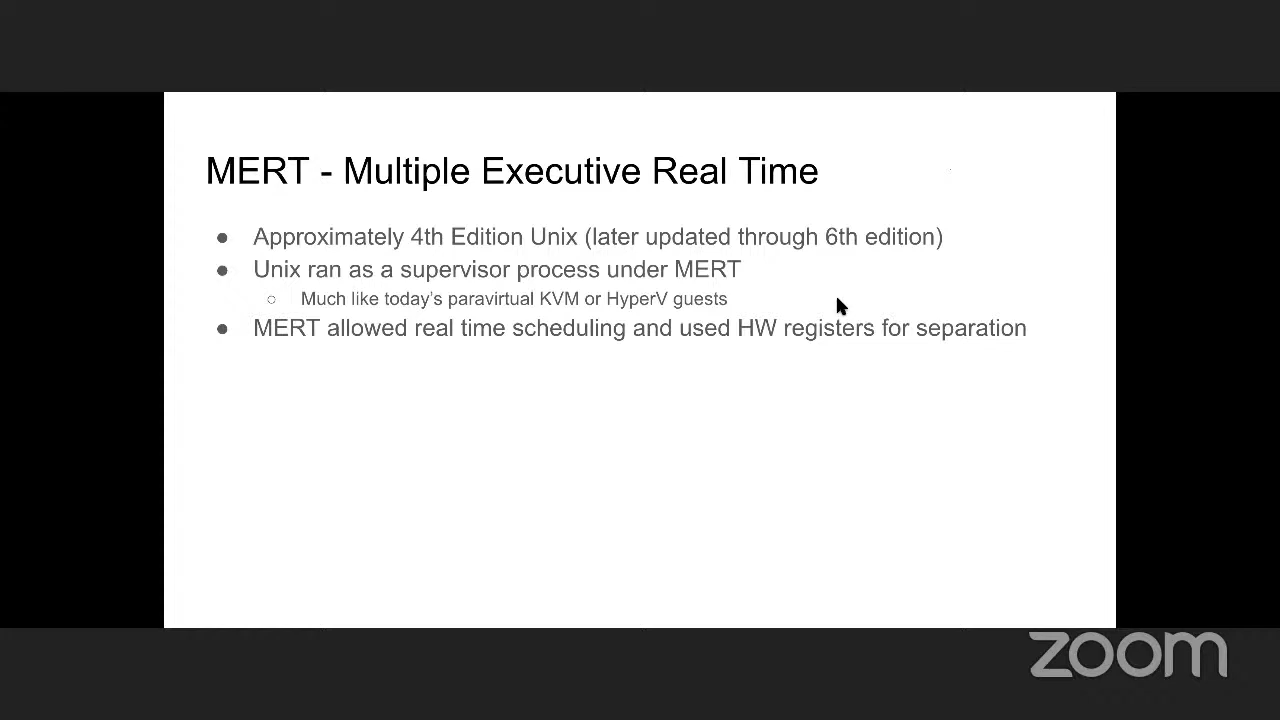 MERT - Multiple Executive Real Time
● Approximately 4th Edition Unix (later updated through 6th edition)
● Unix ran as a supervisor process under MERT
○ Much like today's paravirtual KVM or HyperV guests
● MERT allowed real time scheduling and used HW registers for separation
zoom